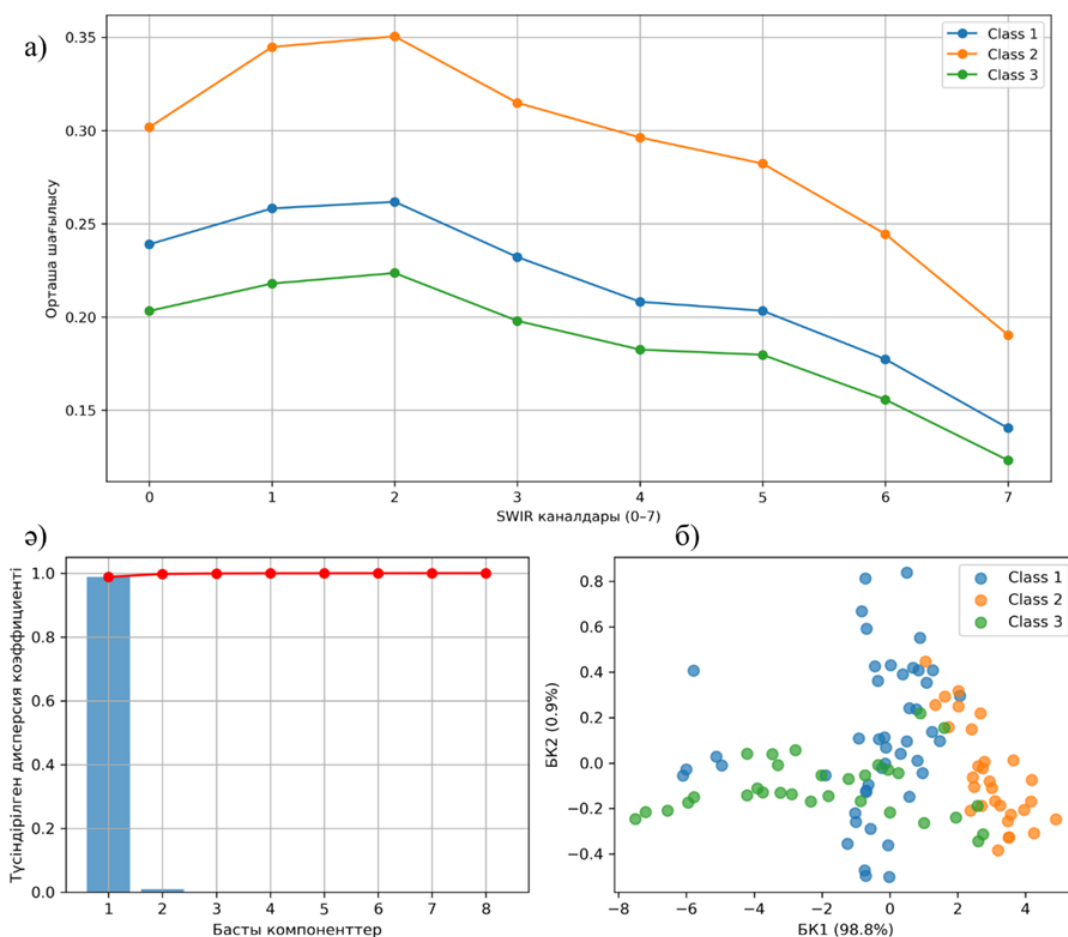 а)
0.35
0.30
0.25
0.20
0.15
Орташа шағылысу
Class 1
Class 2
Class 3
0 1 2 3 4 5 6 7
SWIR каналдары (0–7)
ә)
1.0
0.8
0.6
0.4
0.2
0.0
Түсіндірілген дисперсия коэффициенті
1 2 3 4 5 6 7 8
Басты компоненттер
б)
0.8
0.6
0.4
0.2
0.0
−0.2
−0.4
БК2 (0.9%)
Class 1
Class 2
Class 3
−8 −6 −4 −2 0 2 4
БК1 (98.8%)